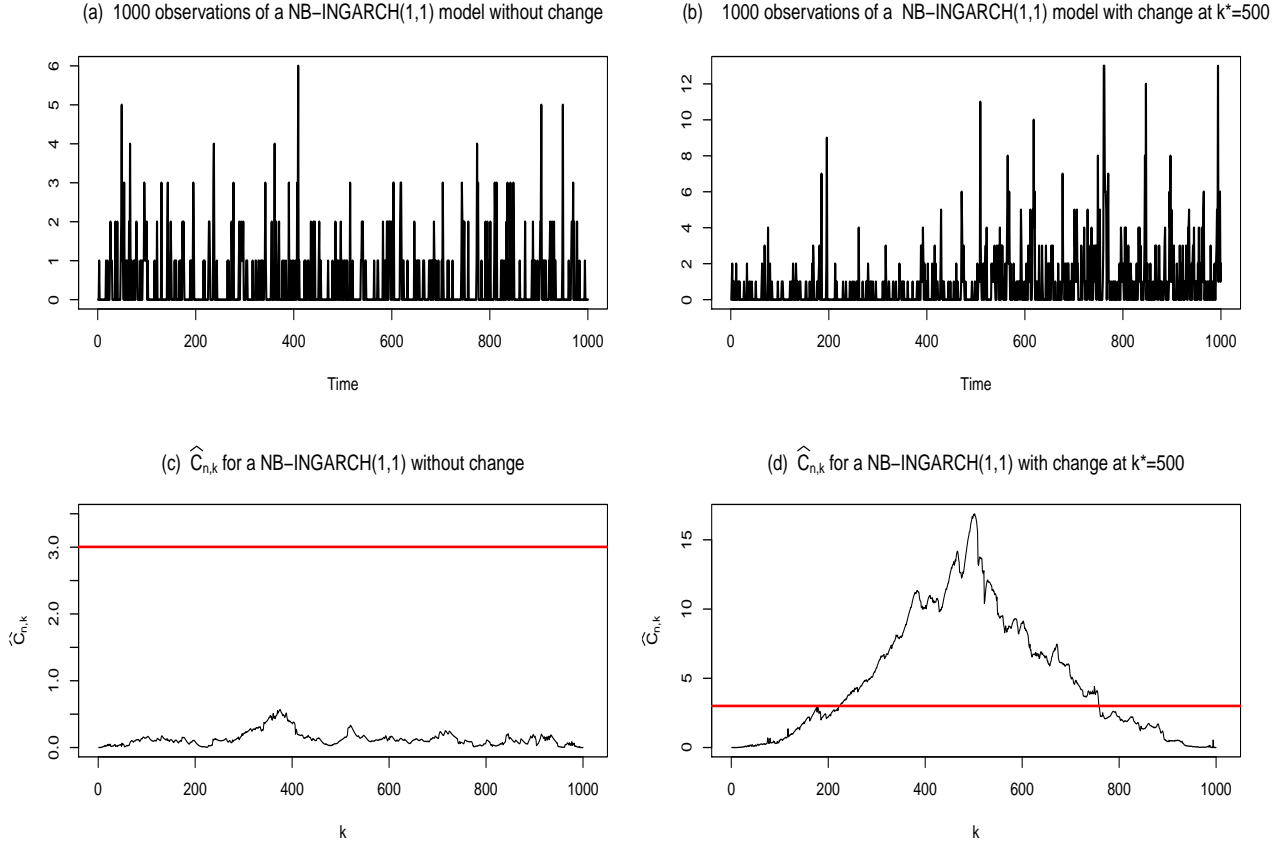 (a) 1000 observations of a NB−INGARCH(1,1) model without change
6
5
4
3
2
1
0
0 200 400 600 800 1000
Time
(b) 1000 observations of a NB−INGARCH(1,1) model with change at k*=500
12
10
8
6
4
2
0
0 200 400 600 800 1000
Time
(c) Ĉn,k for a NB−INGARCH(1,1) without change
Ĉn,k
3.0
2.0
1.0
0.0
0 200 400 600 800 1000
k
(d) Ĉn,k for a NB−INGARCH(1,1) with change at k*=500
Ĉn,k
15
10
5
0
0 200 400 600 800 1000
k